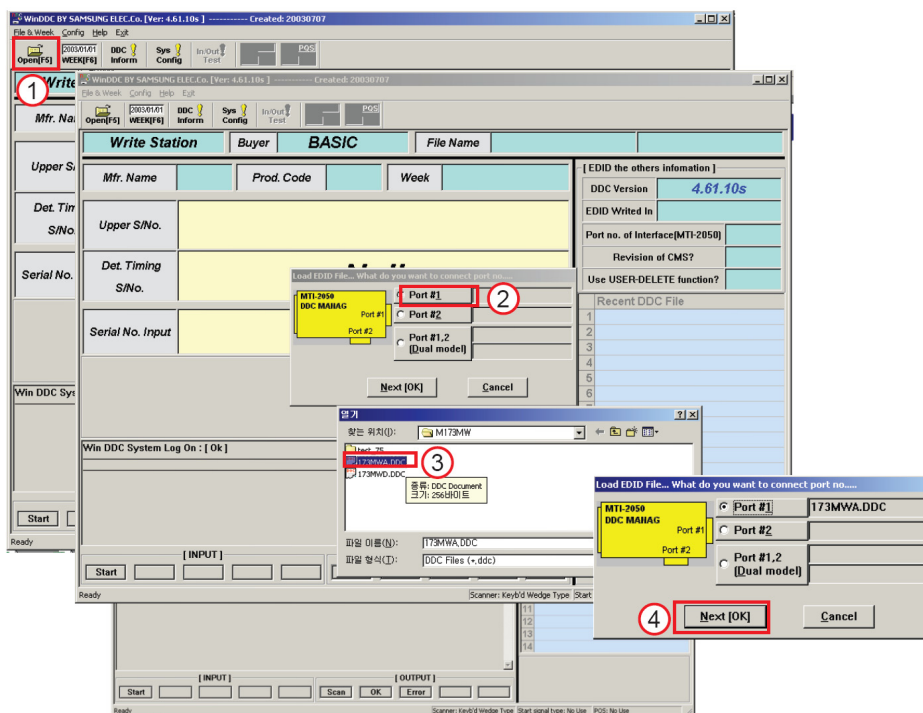 WinDDC BY SAMSUNG ELEC.Co. [Ver: 4.61.10s ] ----------- Created: 20030707
File & Week Config Help Exit
Open[F5] 2003/01/01 WEEK[F6] DDC Inform Sys Config In/Out Test PQS
1
Write
Mfr. Na
Upper S/
Det. Tim
S/No.
Serial No.
Win DDC Sys
Start
Ready
WinDDC BY SAMSUNG ELEC.Co. [Ver: 4.61.10s ] ----------- Created: 20030707
File & Week Config Help Exit
Open[F5] 2003/01/01 WEEK[F6] DDC Inform Sys Config In/Out Test PQS
Write Station Buyer BASIC File Name
Mfr. Name Prod. Code Week
Upper S/No.
Det. Timing
S/No.
Serial No. Input
[ EDID the others infomation ]
DDC Version 4.61.10s
EDID Writed In
Port no. of Interface(MTI-2050)
Revision of CMS?
Use USER-DELETE function?
Recent DDC File
1
2
3
4
5
6
Win DDC System Log On : [ Ok ]
[ INPUT ]
Start
Ready
Scanner: Keyb'd Wedge Type Start
Load EDID File... What do you want to connect port no....
MTI-2050
DDC MANAG
Port #1
Port #2
Port #1
2
Port #2
Port #1,2
(Dual model)
Next [OK] Cancel
열기
찾는 위치(I): M173MW
test_75
173MWA.DDC
3
173MWD.DDC
종류: DDC Document
크기: 256바이트
파일 이름(N): 173MWA.DDC
파일 형식(T): DDC Files (*.ddc)
Load EDID File... What do you want to connect port no.....
MTI-2050
DDC MANAG
Port #1
Port #2
Port #1 173MWA.DDC
Port #2
Port #1,2
(Dual model)
4
Next [OK] Cancel
11
12
13
14
[ INPUT ] [ OUTPUT ]
Start Scan OK Error
Ready Scanner: Keyb'd Wedge Type Start signal type: No Use POS: No Use